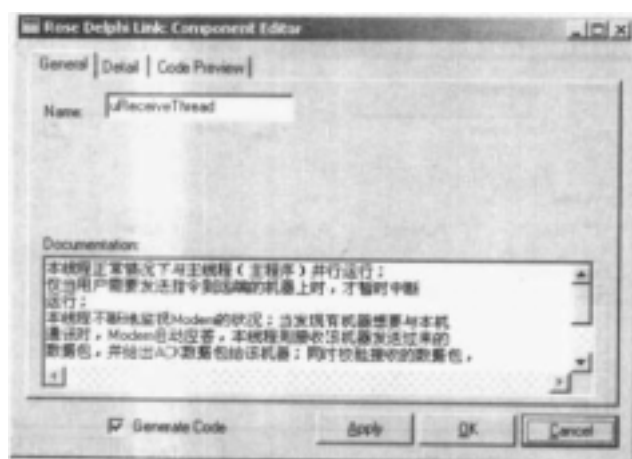 Rose Delphi Link: Component Editor
General Detail Code Preview
Name: uReceiveThread
Documentation:
本线程正常情况下与主线程(主程序)并行运行;
仅当用户需要发送指令到远端的机器上时,才暂时中断
运行;
本线程不断地监视Modem的状况;当发现有机器想要与本机
通讯时,Modem自动应答,本线程则接收该机器发送过来的
数据包,并给出ACK数据包给该机器;同时校验接收的数据包,
Generate Code Apply OK Cancel